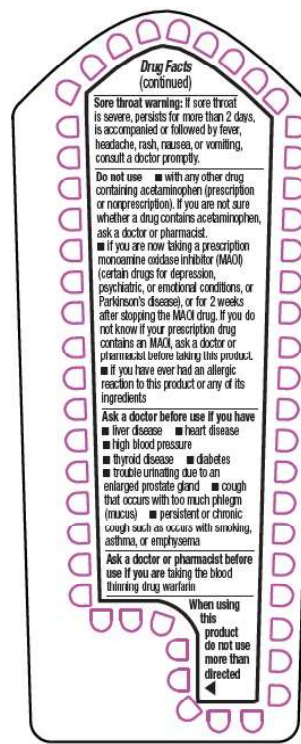 Drug Facts
(continued)
Sore throat warning: If sore throat
is severe, persists for more than 2 days,
is accompanied or followed by fever,
headache, rash, nausea, or vomiting,
consult a doctor promptly.
Do not use ■ with any other drug
containing acetaminophen (prescription
or nonprescription). If you are not sure
whether a drug contains acetaminophen,
ask a doctor or pharmacist.
■ if you are now taking a prescription
monoamine oxidase inhibitor (MAOI)
(certain drugs for depression,
psychiatric, or emotional conditions, or
Parkinson's disease), or for 2 weeks
after stopping the MAOI drug. If you do
not know if your prescription drug
contains an MAOI, ask a doctor or
pharmacist before taking this product.
■ if you have ever had an allergic
reaction to this product or any of its
ingredients
Ask a doctor before use if you have
■ liver disease ■ heart disease
■ high blood pressure
■ thyroid disease ■ diabetes
■ trouble urinating due to an
enlarged prostate gland ■ cough
that occurs with too much phlegm
(mucus) ■ persistent or chronic
cough such as occurs with smoking,
asthma, or emphysema
Ask a doctor or pharmacist before
use if you are taking the blood
thinning drug warfarin
When using
this
product
do not use
more than
directed